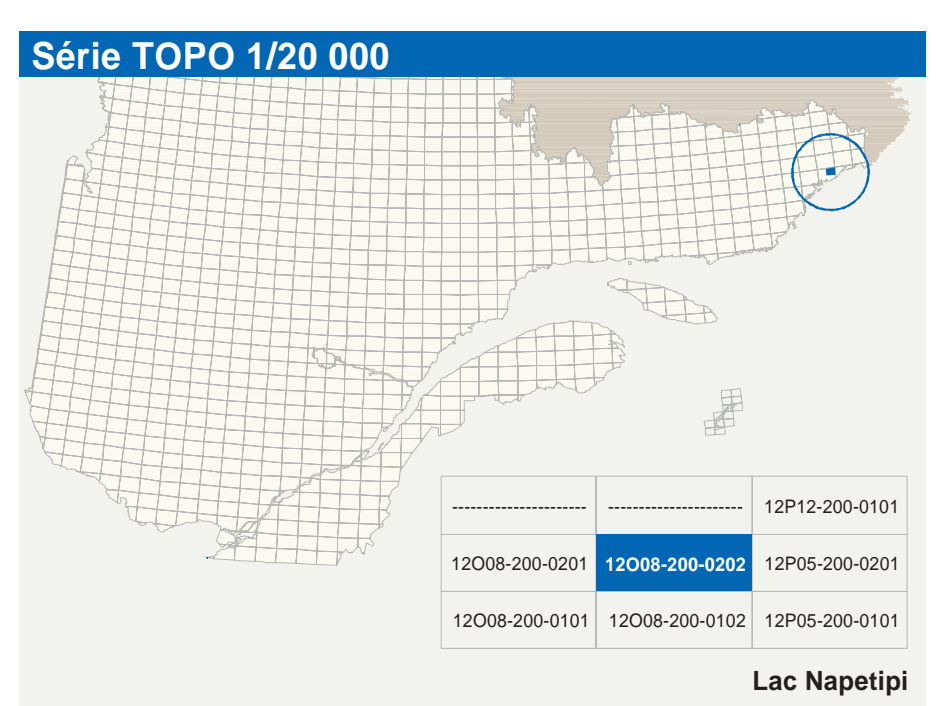 Série TOPO 1/20 000
---------------------- ---------------------- 12P12-200-0101
12O08-200-0201 12O08-200-0202 12P05-200-0201
12O08-200-0101 12O08-200-0102 12P05-200-0101
Lac Napetipi